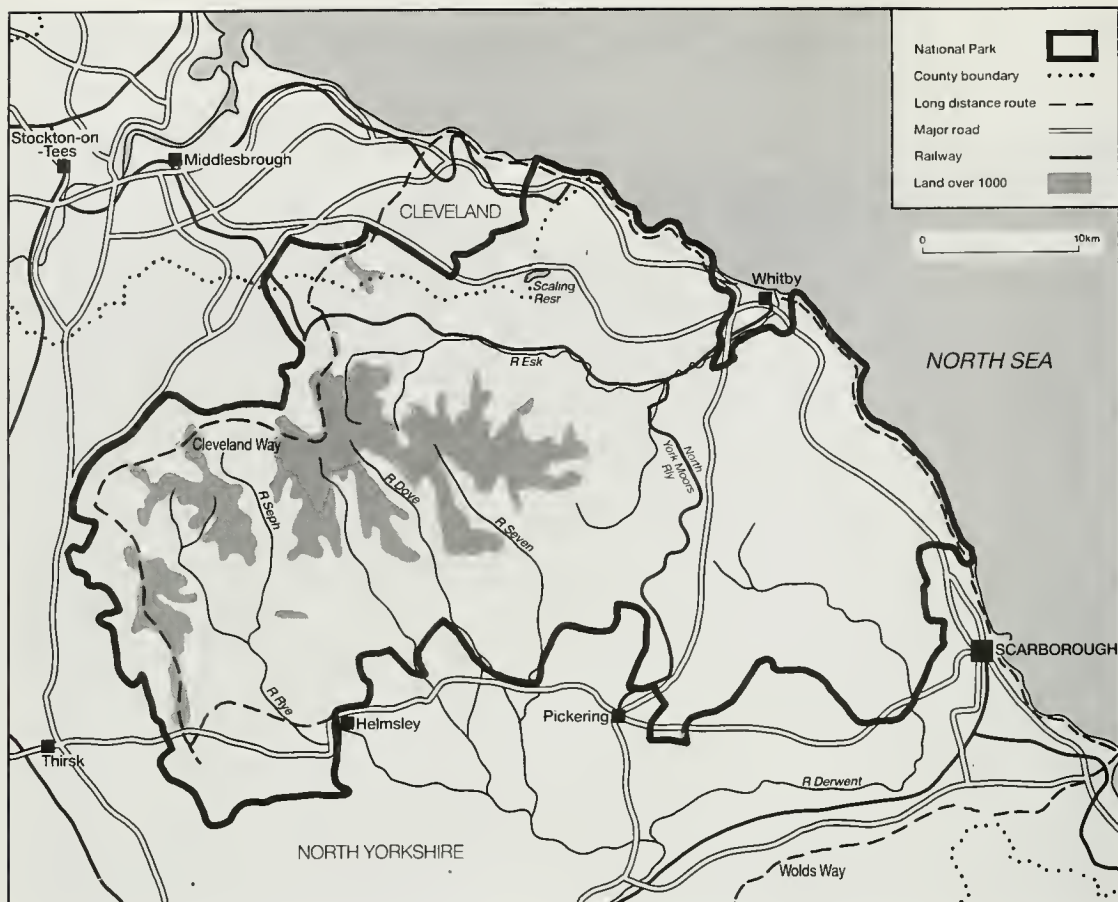 National Park
County boundary
Long distance route
Major road
Railway
Land over 1000
0 10km
Stockton-on
-Tees
Middlesbrough
CLEVELAND
Scaling
Resr
Whitby
NORTH SEA
R Esk
Cleveland Way
North
York Moors
Rly
R Seph
R Dove
R Seven
SCARBOROUGH
R Rye
Helmsley
Pickering
Thirsk
R Derwent
NORTH YORKSHIRE
Wolds Way